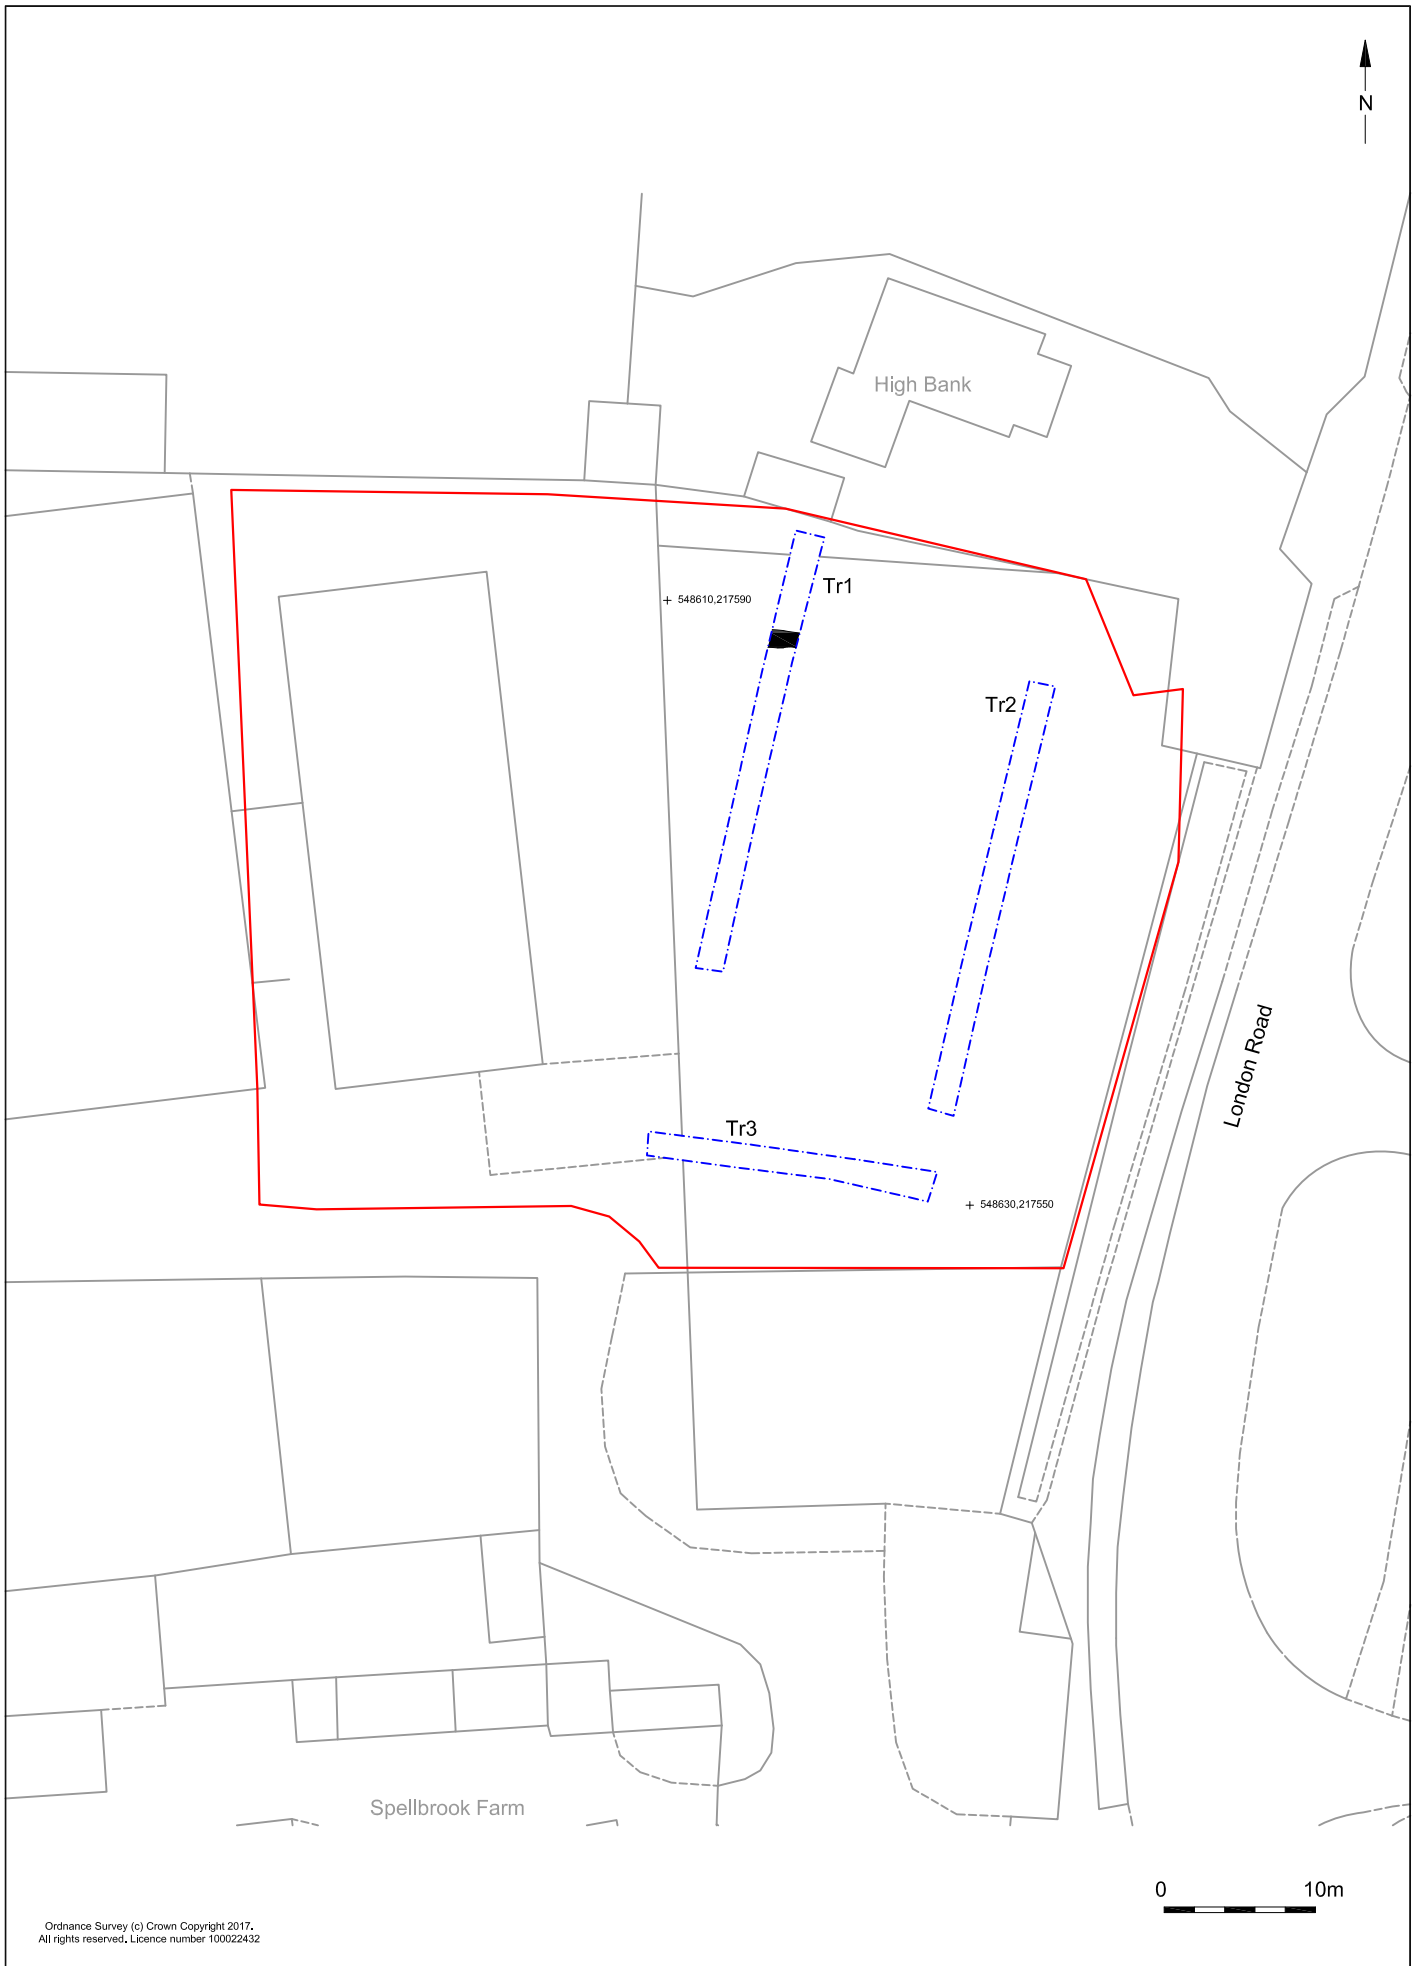 N
High Bank
Tr1
548610,217590
Tr2
London Road
Tr3
548630,217550
Spellbrook Farm
0 10m
Ordnance Survey (c) Crown Copyright 2017.
All rights reserved. Licence number 100022432